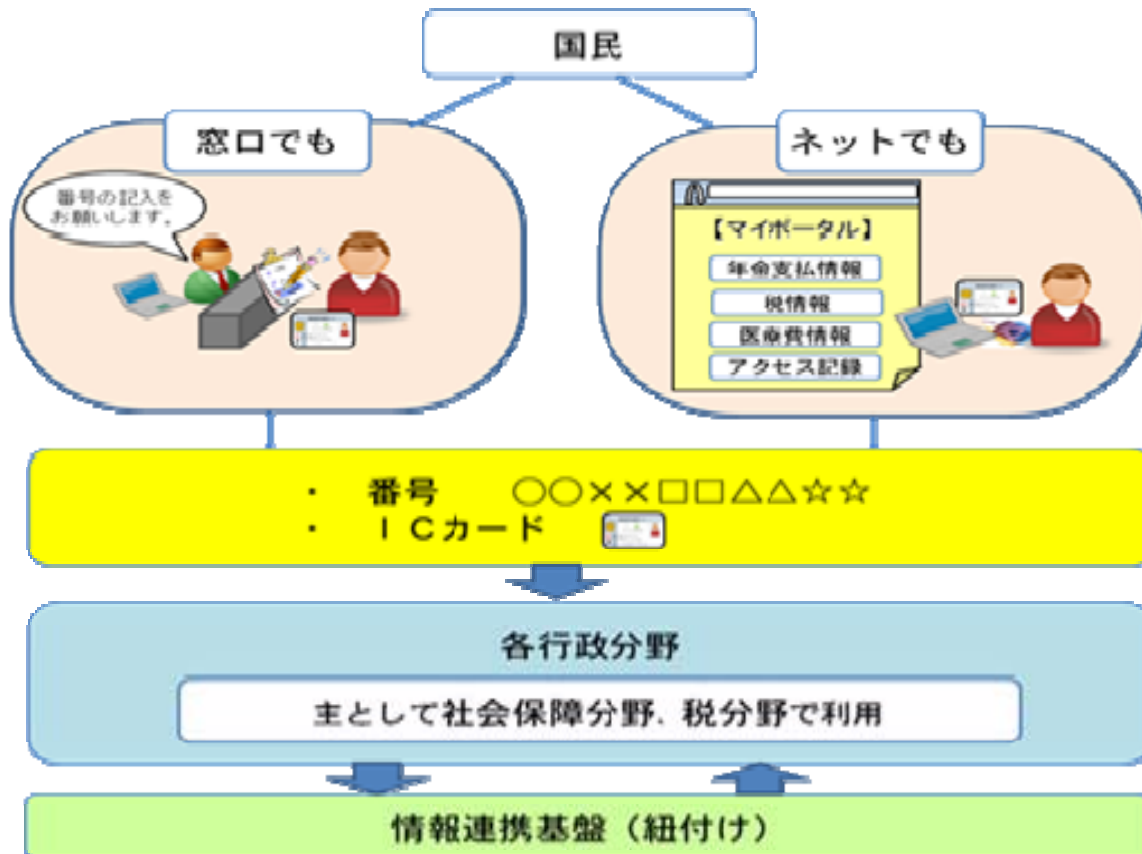 国民
窓口でも
番号の記入を
お願いします。
ネットでも
【マイポータル】
年金支払情報
税情報
医療費情報
アクセス記録
・ 番号 ○○××□□△△☆☆
・ ICカード
各行政分野
主として社会保障分野、税分野で利用
情報連携基盤（紐付け）